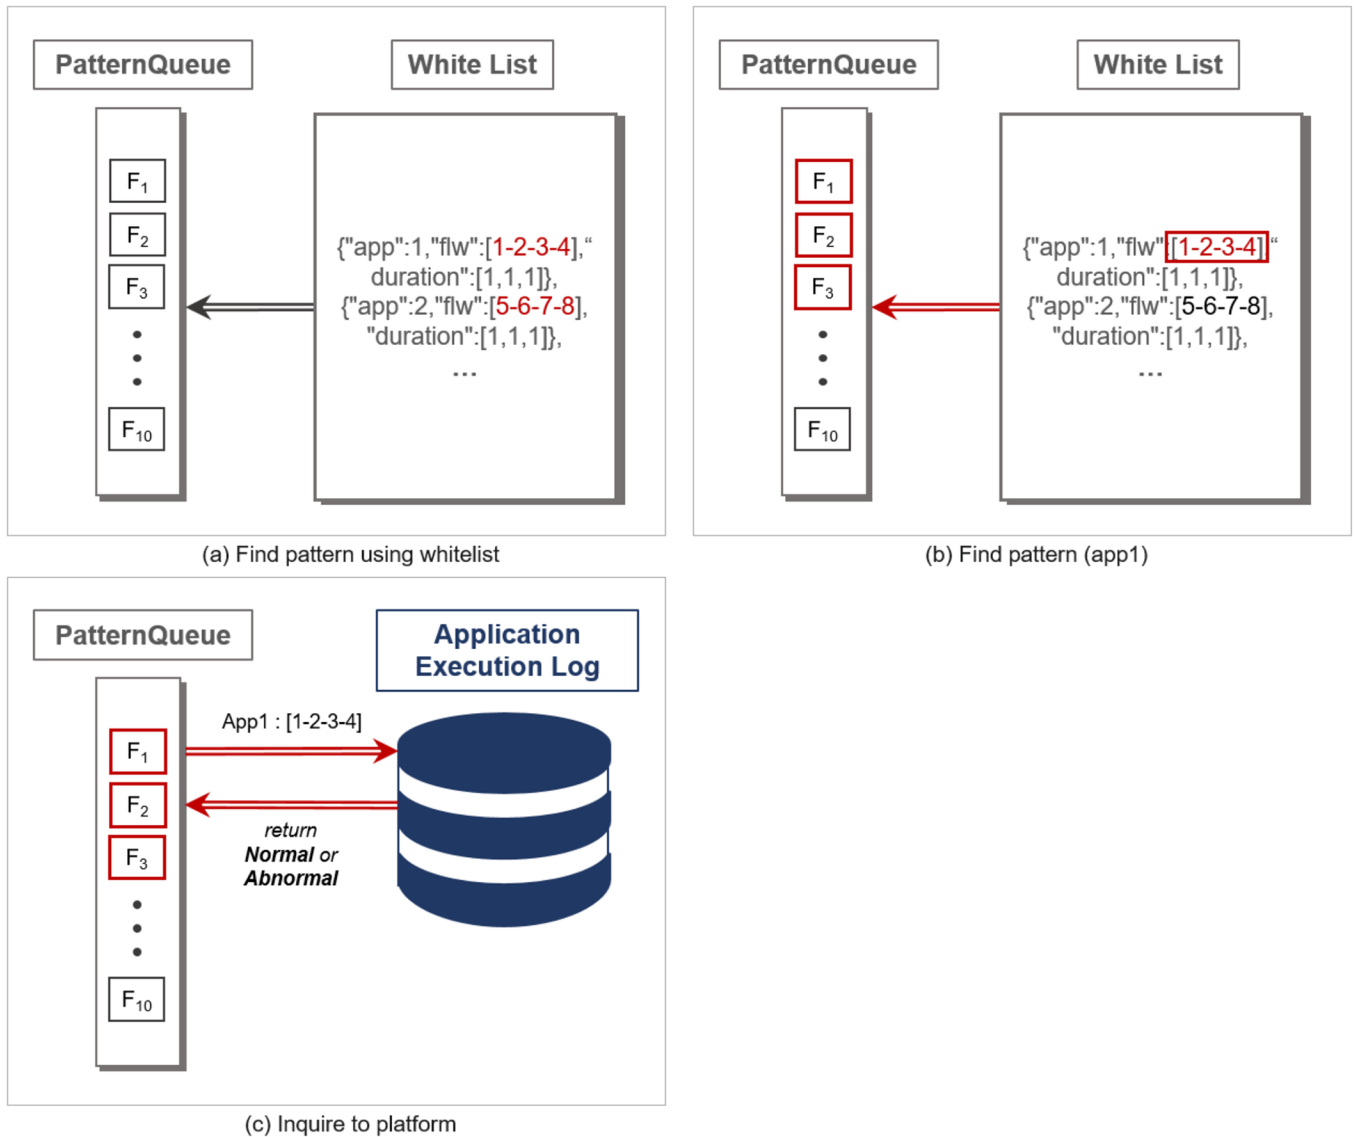 PatternQueue
White List
F1
F2
F3
F10
{"app":1,"flw":[1-2-3-4],“
duration":[1,1,1]},
{"app":2,"flw":[5-6-7-8],
"duration":[1,1,1]},
...
(a) Find pattern using whitelist
PatternQueue
White List
F1
F2
F3
F10
{"app":1,"flw":[1-2-3-4],“
duration":[1,1,1]},
{"app":2,"flw":[5-6-7-8],
"duration":[1,1,1]},
...
(b) Find pattern (app1)
PatternQueue
Application
Execution Log
F1
F2
F3
F10
App1 : [1-2-3-4]
return
Normal or
Abnormal
(c) Inquire to platform